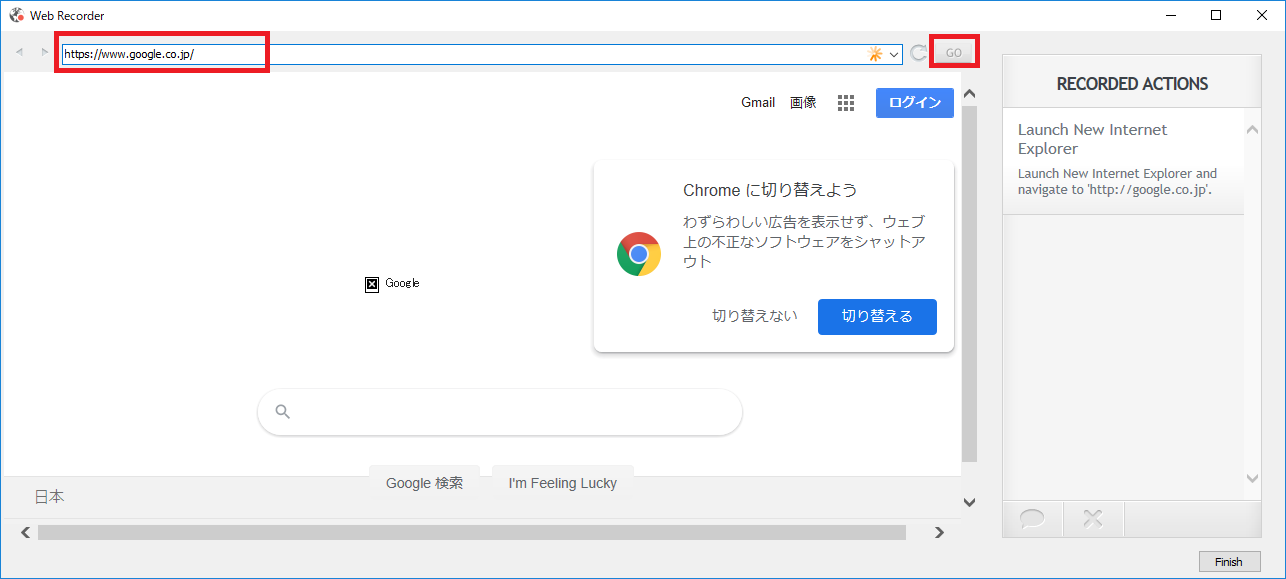 Web Recorder
https://www.google.co.jp/
GO
Gmail 画像
ログイン
Chrome に切り替えよう
わずらわしい広告を表示せず、ウェブ
上の不正なソフトウェアをシャットア
ウト
切り替えない 切り替える
Google
Google 検索 I'm Feeling Lucky
日本
RECORDED ACTIONS
Launch New Internet
Explorer
Launch New Internet Explorer and
navigate to 'http://google.co.jp'.
Finish